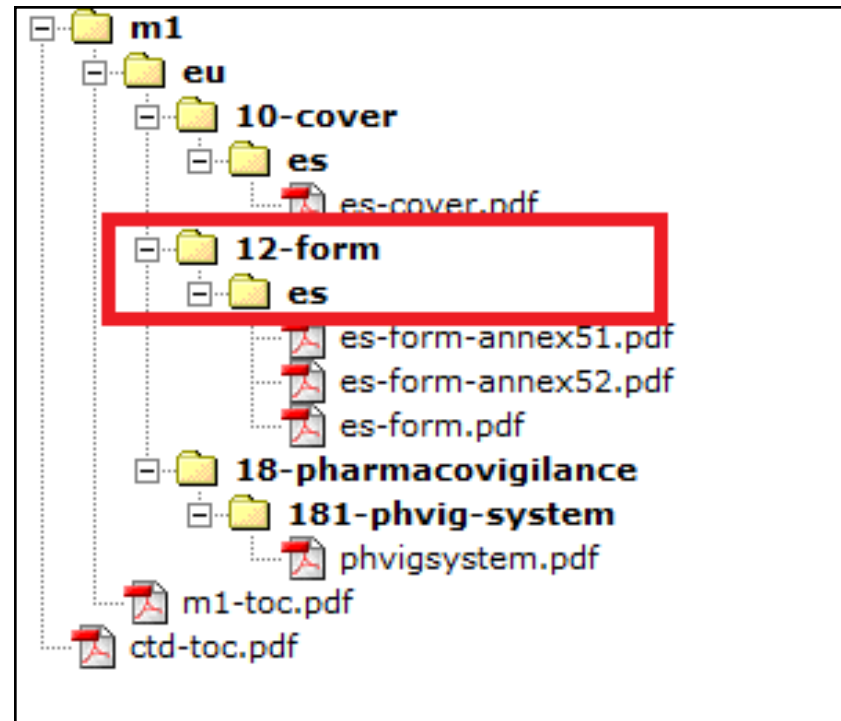 m1
eu
10-cover
es
es-cover.pdf
12-form
es
es-form-annex51.pdf
es-form-annex52.pdf
es-form.pdf
18-pharmacovigilance
181-phvig-system
phvigsystem.pdf
m1-toc.pdf
ctd-toc.pdf